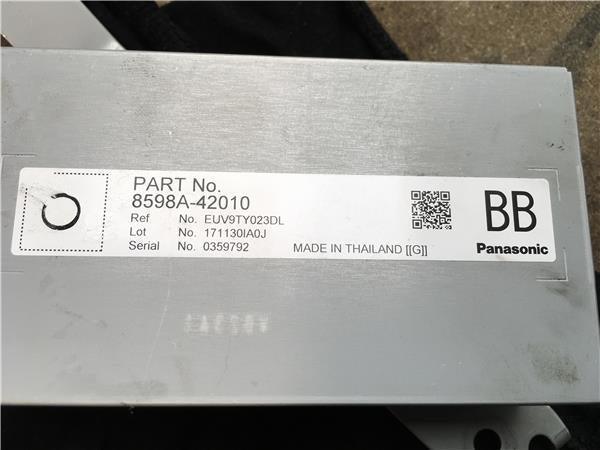 PART No.
8598A-42010
Ref No. EUV9TY023DL
Lot No. 171130IA0J
Serial No. 0359792
MADE IN THAILAND [[G]]
BB
Panasonic